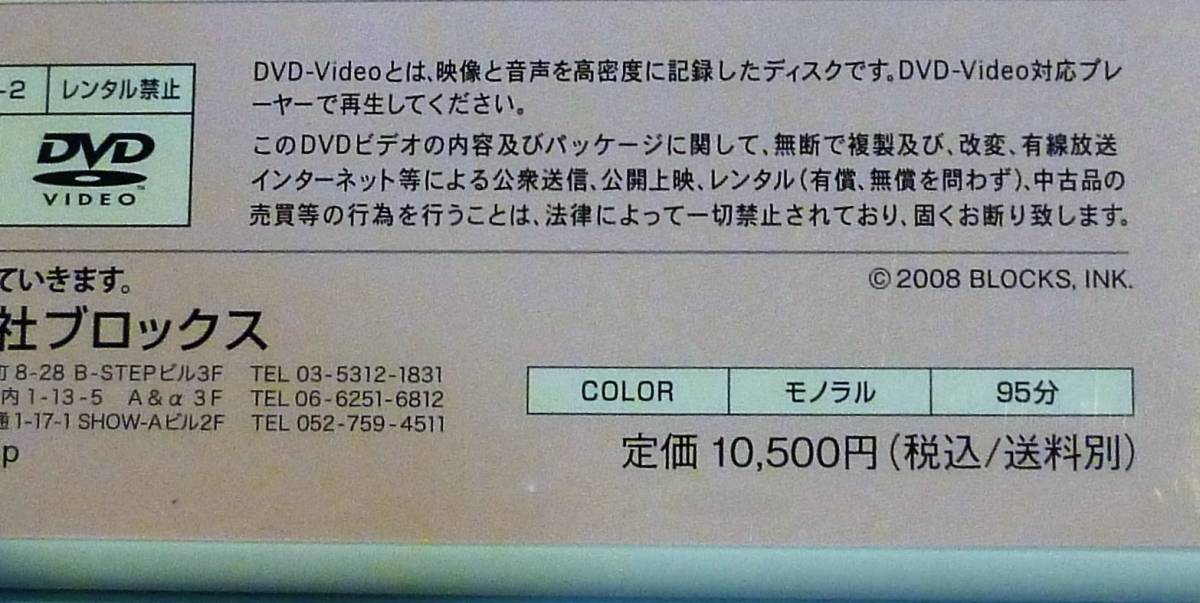 -2 レンタル禁止
DVD
VIDEO™
DVD-Videoとは、映像と音声を高密度に記録したディスクです。DVD-Video対応プレ
ーヤーで再生してください。
このDVDビデオの内容及びパッケージに関して、無断で複製及び、改変、有線放送
インターネット等による公衆送信、公開上映、レンタル(有償、無償を問わず)、中古品の
売買等の行為を行うことは、法律によって一切禁止されており、固くお断り致します。
ていきます。
©2008 BLOCKS, INK.
社ブロックス
町8-28 B-STEPビル3F TEL 03-5312-1831
内1-13-5 A&α 3F TEL 06-6251-6812
通1-17-1 SHOW-Aビル2F TEL 052-759-4511
p
COLOR モノラル 95分
定価 10,500円(税込/送料別)